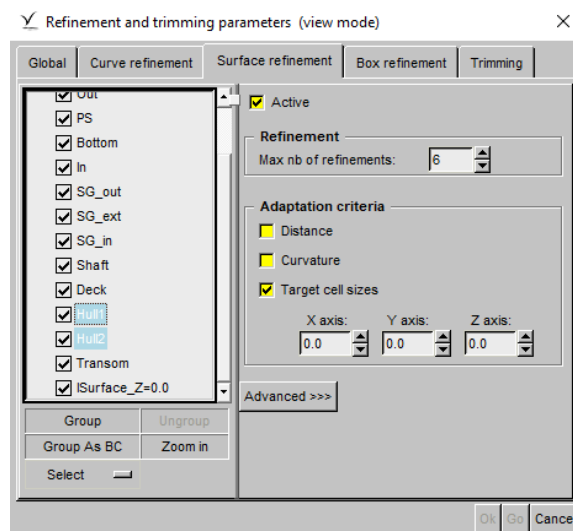 Refinement and trimming parameters (view mode)
Global Curve refinement Surface refinement Box refinement Trimming
Out
PS
Bottom
In
SG_out
SG_ext
SG_in
Shaft
Deck
Hull1
Hull2
Transom
ISurface_Z=0.0
Group Ungroup
Group As BC Zoom in
Select
Active
Refinement
Max nb of refinements: 6
Adaptation criteria
Distance
Curvature
Target cell sizes
X axis: Y axis: Z axis:
0.0 0.0 0.0
Advanced >>>
Ok Go Cance